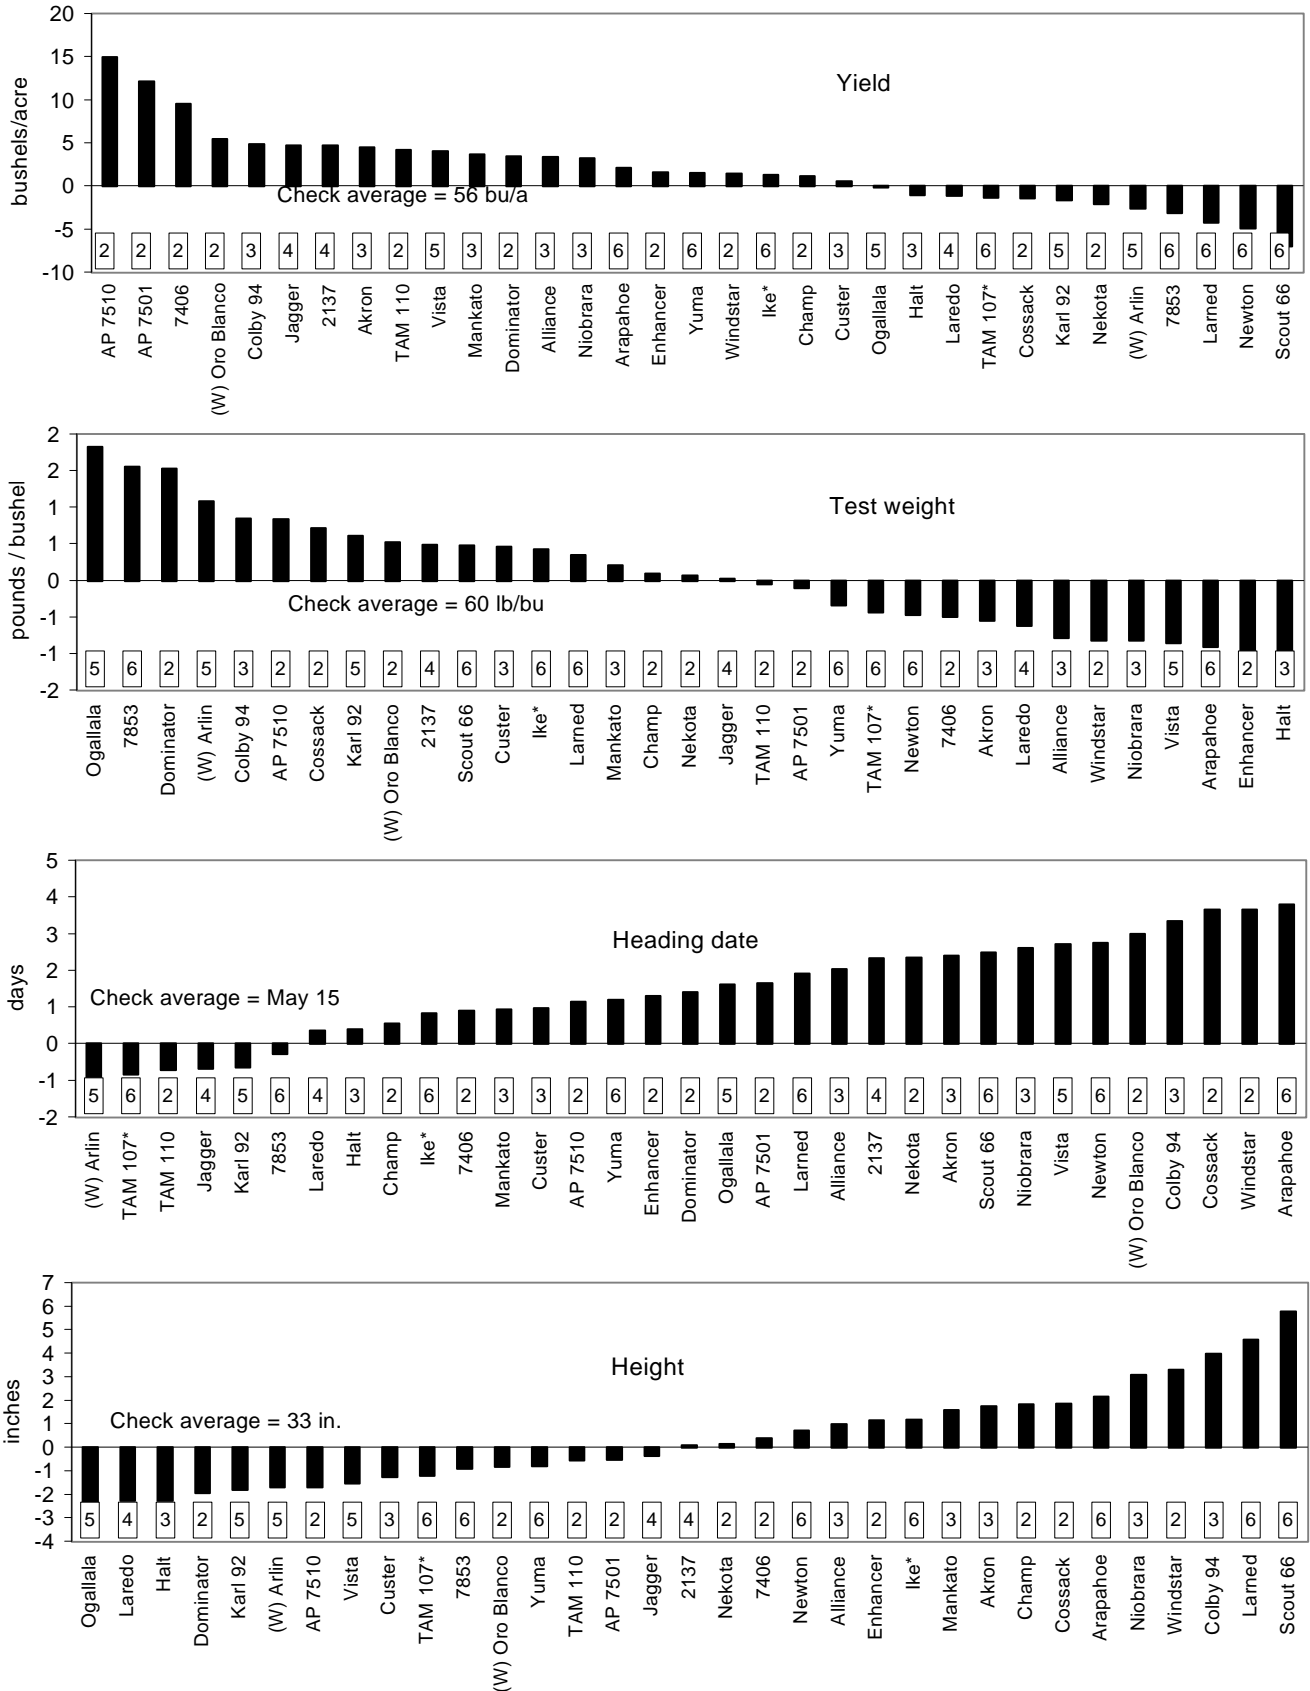 20
15
10
5
0
-5
-10
bushels/acre
Yield
Check average = 56 bu/a
2 2 2 2 3 4 4 3 2 5 3 2 3 3 6 2 6 2 6 2 3 5 3 4 6 2 5 2 5 6 6 6 6
AP 7510
AP 7501
7406
(W) Oro Blanco
Colby 94
Jagger
2137
Akron
TAM 110
Vista
Mankato
Dominator
Alliance
Niobrara
Arapahoe
Enhancer
Yuma
Windstar
Ike*
Champ
Custer
Ogallala
Halt
Laredo
TAM 107*
Cossack
Karl 92
Nekota
(W) Arlin
7853
Larned
Newton
Scout 66
2
2
1
1
0
-1
-1
-2
pounds / bushel
Test weight
Check average = 60 lb/bu
5 6 2 5 3 2 2 5 2 4 6 3 6 6 3 2 2 4 2 2 6 6 6 2 3 4 3 2 3 5 6 2 3
Ogallala
7853
Dominator
(W) Arlin
Colby 94
AP 7510
Cossack
Karl 92
(W) Oro Blanco
2137
Scout 66
Custer
Ike*
Larned
Mankato
Champ
Nekota
Jagger
TAM 110
AP 7501
Yuma
TAM 107*
Newton
7406
Akron
Laredo
Alliance
Windstar
Niobrara
Vista
Arapahoe
Enhancer
Halt
5
4
3
2
1
0
-1
-2
days
Heading date
Check average = May 15
5 6 2 4 5 6 4 3 2 6 2 3 3 2 6 2 2 5 2 6 3 4 2 3 6 3 5 6 2 3 2 2 6
(W) Arlin
TAM 107*
TAM 110
Jagger
Karl 92
7853
Laredo
Halt
Champ
Ike*
7406
Mankato
Custer
AP 7510
Yuma
Enhancer
Dominator
Ogallala
AP 7501
Larned
Alliance
2137
Nekota
Akron
Scout 66
Niobrara
Vista
Newton
(W) Oro Blanco
Colby 94
Cossack
Windstar
Arapahoe
7
6
5
4
3
2
1
0
-1
-2
-3
-4
inches
Height
Check average = 33 in.
5 4 3 2 5 5 2 5 3 6 6 2 6 2 2 4 4 2 2 6 3 2 6 3 3 2 2 6 3 2 3 6 6
Ogallala
Laredo
Halt
Dominator
Karl 92
(W) Arlin
AP 7510
Vista
Custer
TAM 107*
7853
(W) Oro Blanco
Yuma
TAM 110
AP 7501
Jagger
2137
Nekota
7406
Newton
Alliance
Enhancer
Ike*
Mankato
Akron
Champ
Cossack
Arapahoe
Niobrara
Windstar
Colby 94
Larned
Scout 66